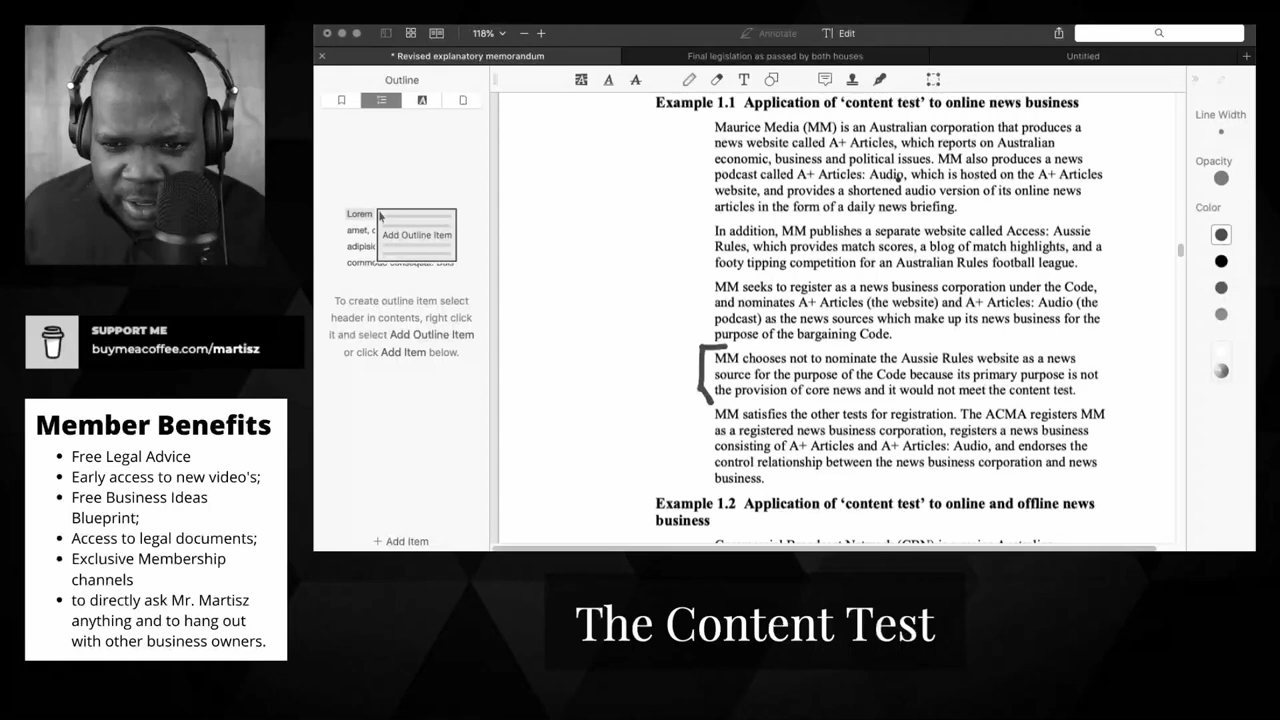 118%
Annotate
Edit
* Revised explanatory memorandum
Final legislation as passed by both houses
Untitled
Outline
Lorem
amet, c
adipisi
Add Outline Item
To create outline item select
header in contents, right click
it and select Add Outline Item
or click Add Item below.
+ Add Item
Example 1.1 Application of ‘content test’ to online news business
Maurice Media (MM) is an Australian corporation that produces a
news website called A+ Articles, which reports on Australian
economic, business and political issues. MM also produces a news
podcast called A+ Articles: Audio, which is hosted on the A+ Articles
website, and provides a shortened audio version of its online news
articles in the form of a daily news briefing.
In addition, MM publishes a separate website called Access: Aussie
Rules, which provides match scores, a blog of match highlights, and a
footy tipping competition for an Australian Rules football league.
MM seeks to register as a news business corporation under the Code,
and nominates A+ Articles (the website) and A+ Articles: Audio (the
podcast) as the news sources which make up its news business for the
purpose of the bargaining Code.
MM chooses not to nominate the Aussie Rules website as a news
source for the purpose of the Code because its primary purpose is not
the provision of core news and it would not meet the content test.
MM satisfies the other tests for registration. The ACMA registers MM
as a registered news business corporation, registers a news business
consisting of A+ Articles and A+ Articles: Audio, and endorses the
control relationship between the news business corporation and news
business.
Example 1.2 Application of ‘content test’ to online and offline news
business
Line Width
Opacity
Color
SUPPORT ME
buymeacoffee.com/martisz
Member Benefits
• Free Legal Advice
• Early access to new video's;
• Free Business Ideas
Blueprint;
• Access to legal documents;
• Exclusive Membership
channels
• to directly ask Mr. Martisz
anything and to hang out
with other business owners.
The Content Test